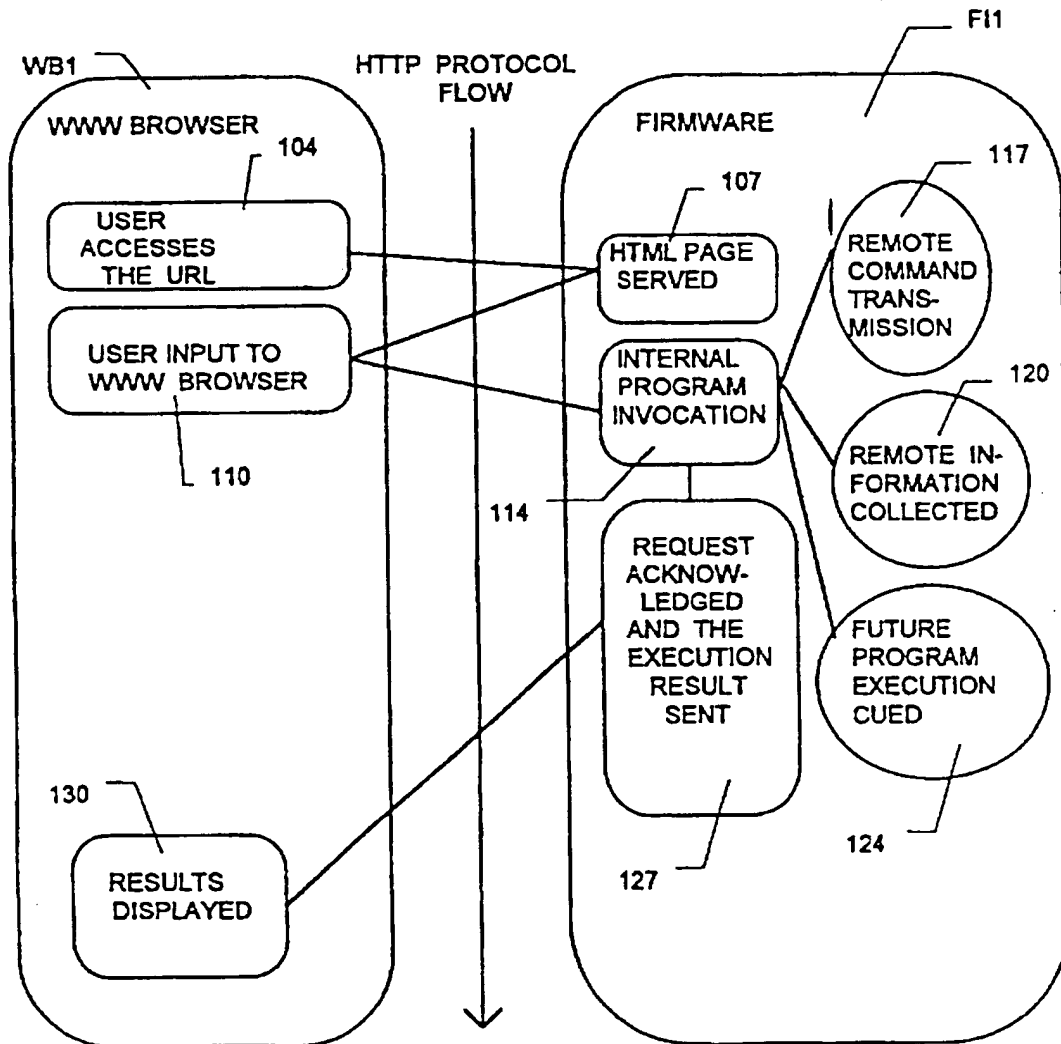 FI1
WB1
HTTP PROTOCOL
FLOW
WWW BROWSER
FIRMWARE
104
117
107
USER
ACCESSES
THE URL
HTML PAGE
SERVED
REMOTE
COMMAND
TRANS-
MISSION
USER INPUT TO
WWW BROWSER
110
INTERNAL
PROGRAM
INVOCATION
114
120
REMOTE IN-
FORMATION
COLLECTED
REQUEST
ACKNOW-
LEDGED
AND THE
EXECUTION
RESULT
SENT
FUTURE
PROGRAM
EXECUTION
CUED
130
127
124
RESULTS
DISPLAYED